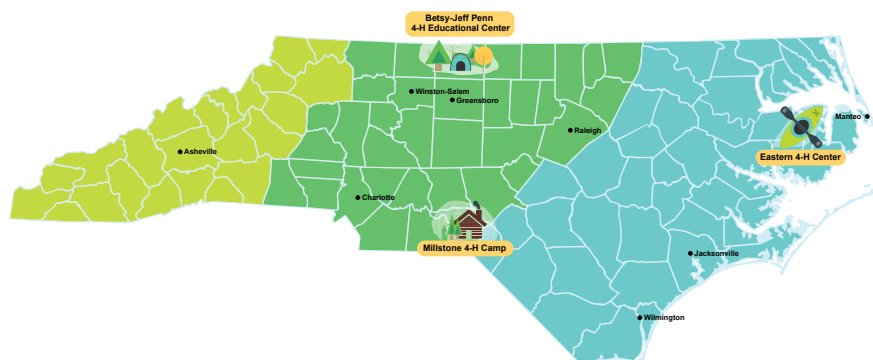 Betsy-Jeff Penn
4-H Educational Center
Winston-Salem
Greensboro
Manteo
Raleigh
Asheville
Eastern 4-H Center
Charlotte
Millstone 4-H Camp
Jacksonville
Wilmington